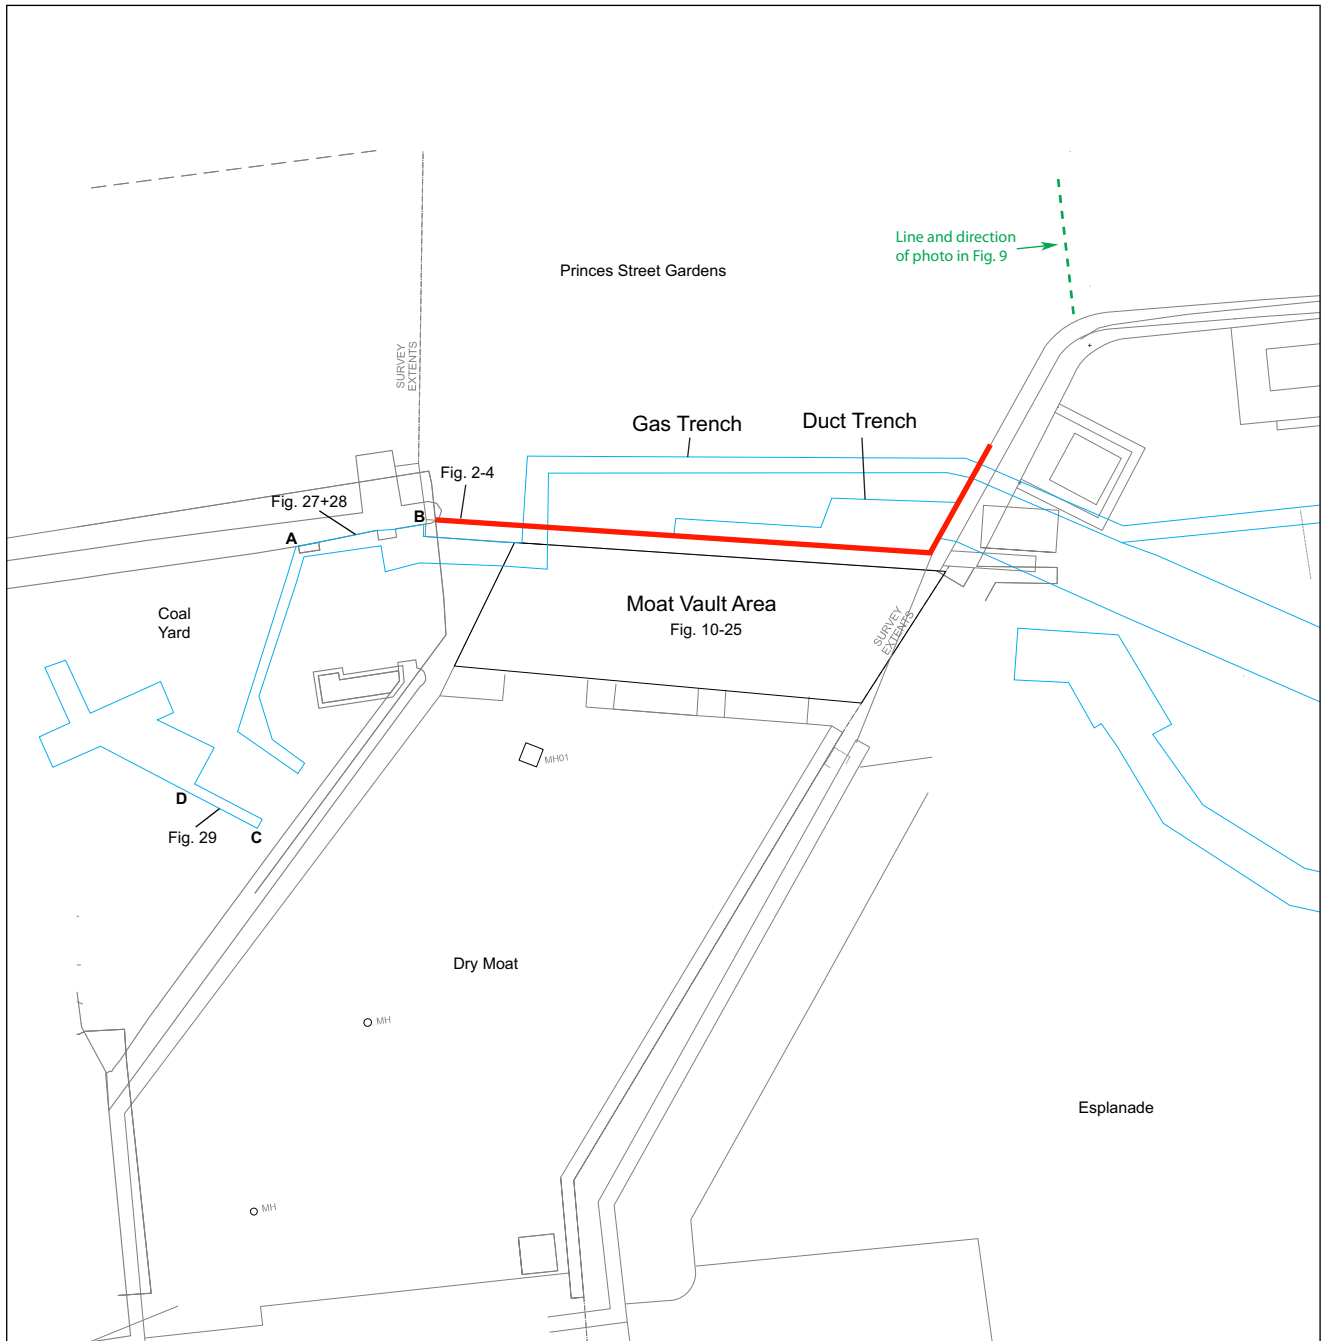 Line and direction
of photo in Fig. 9
Princes Street Gardens
SURVEY
EXTENTS
Gas Trench
Duct Trench
Fig. 2-4
Fig. 27+28
B
A
Coal
Yard
Moat Vault Area
Fig. 10-25
SURVEY
EXTENTS
MH01
D
Fig. 29
C
Dry Moat
MH
Esplanade
MH